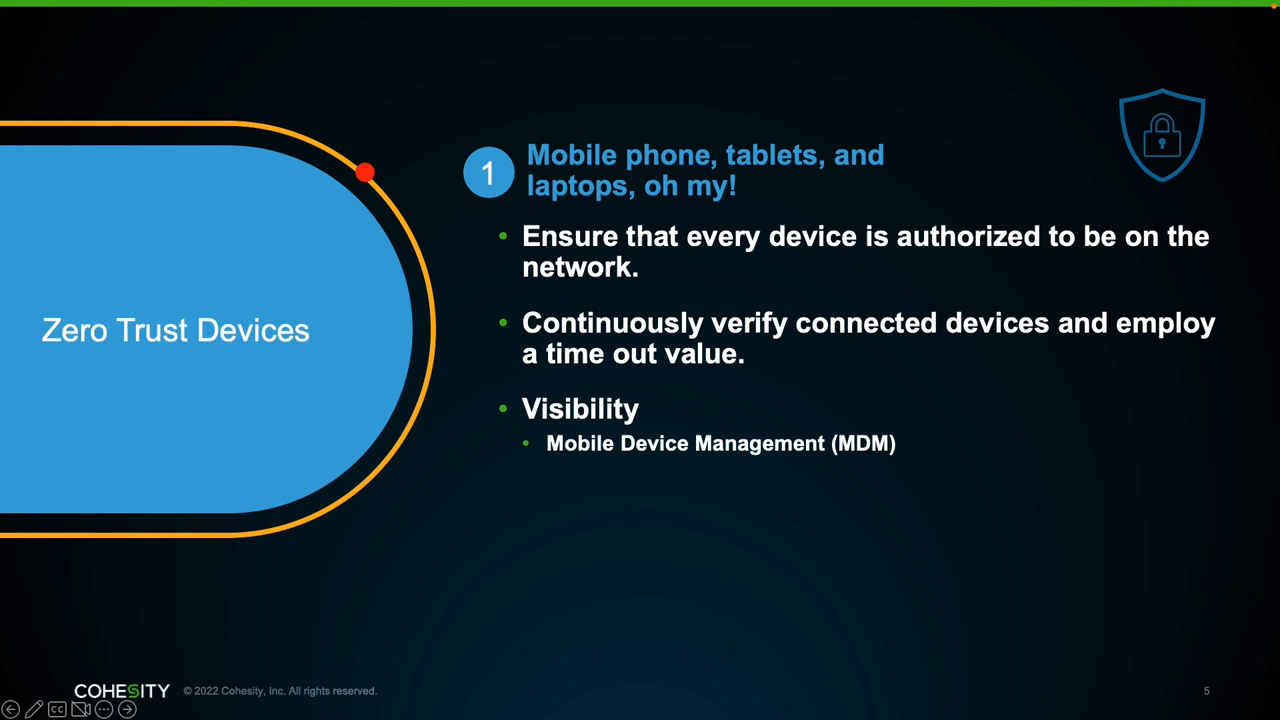 Zero Trust Devices
1
Mobile phone, tablets, and
laptops, oh my!
• Ensure that every device is authorized to be on the
network.
• Continuously verify connected devices and employ
a time out value.
• Visibility
• Mobile Device Management (MDM)
COHESITY © 2022 Cohesity, Inc. All rights reserved.
5
CC